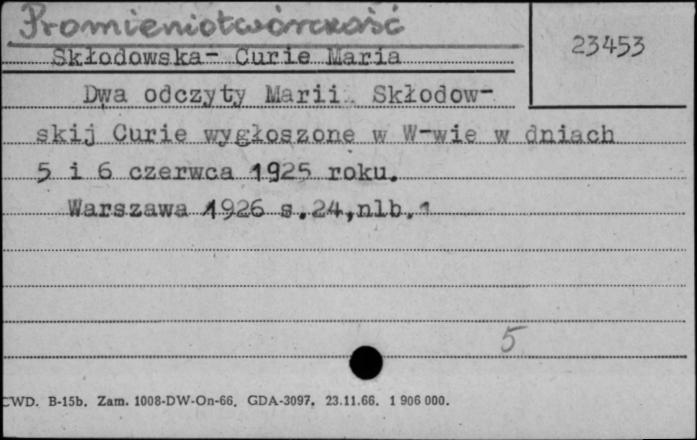 Promieniotwórczość
23453
Skłodowska- Curie Maria
Dwa odczyty Marii Skłodow-
skij Curie wygłoszone w W-wie w dniach
5 i 6 czerwca 1925 roku.
Warszawa 1926 s.24,nlb.1
5
CWD. B-15b. Zam. 1008-DW-On-66. GDA-3097. 23.11.66. 1 906 000.